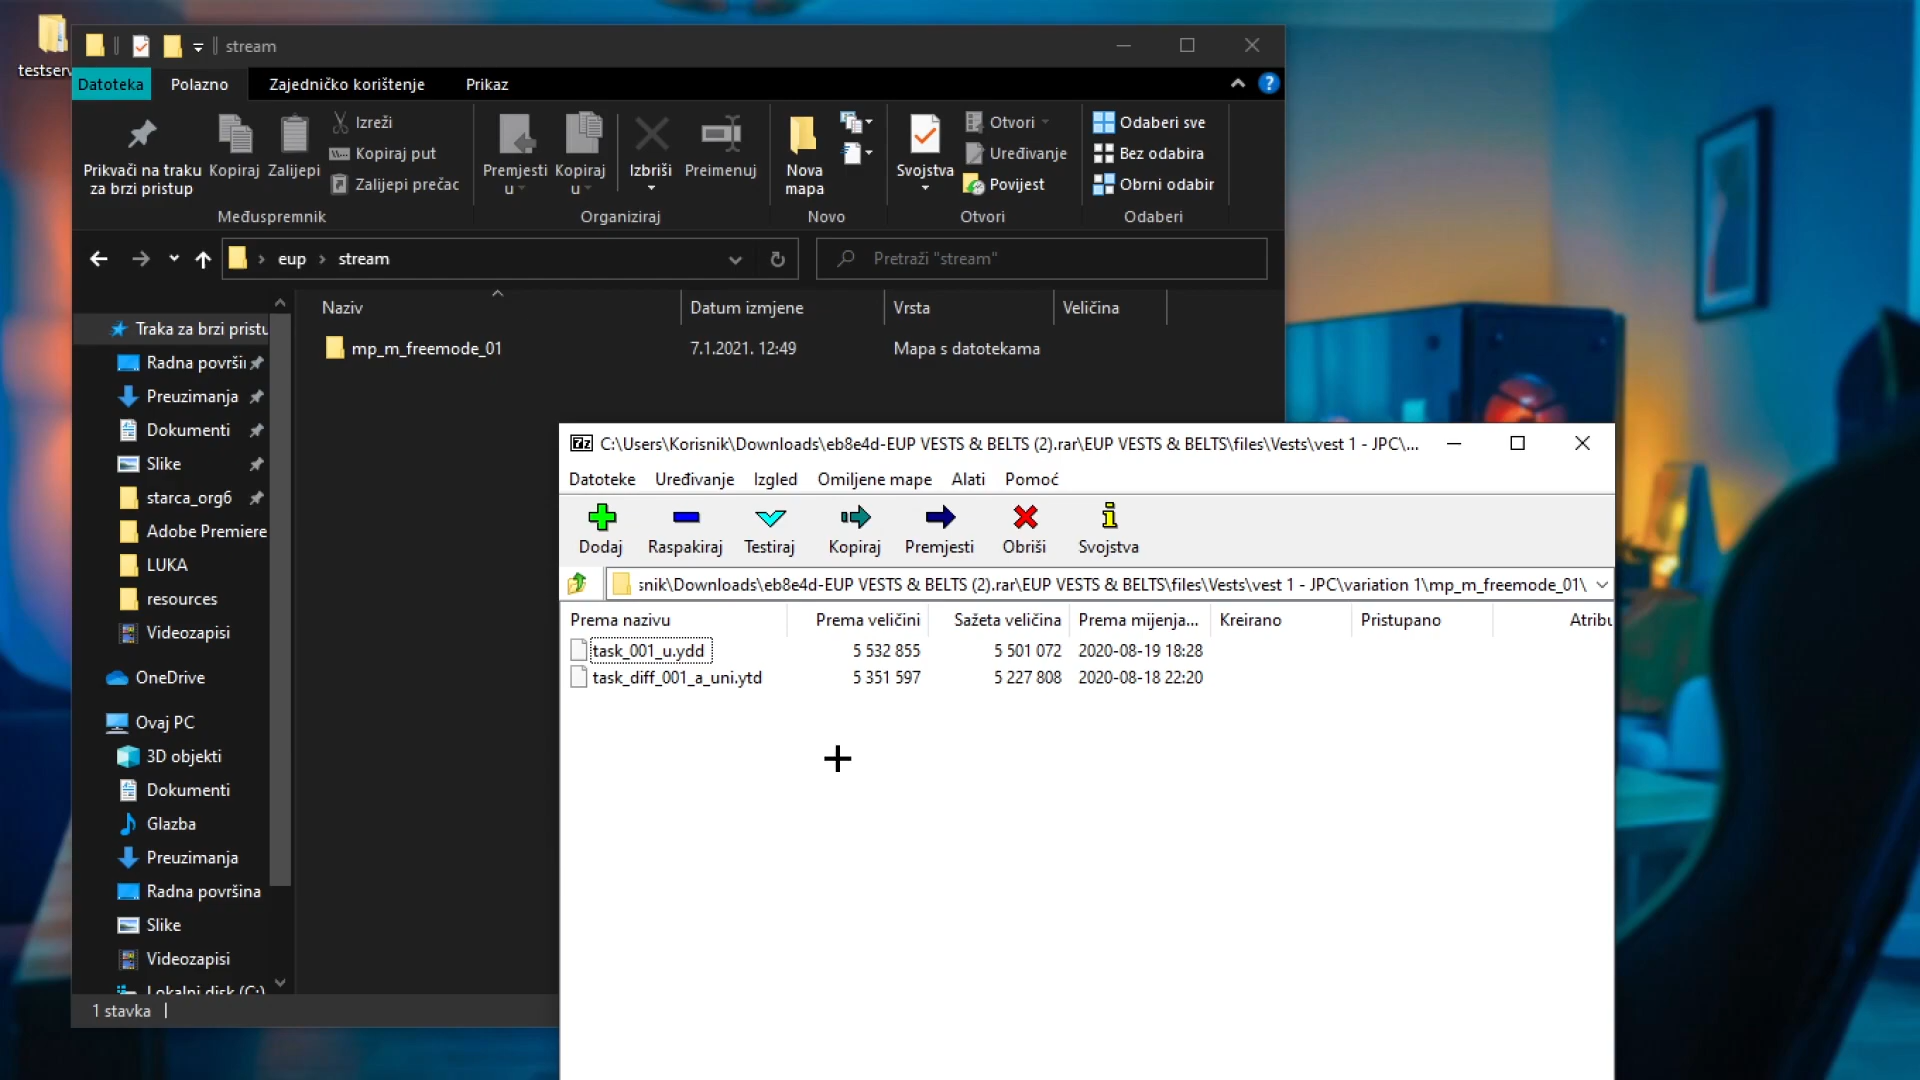 testserv
stream
Datoteka
Polazno
Zajedničko korištenje
Prikaz
Prikvači na traku
za brzi pristup
Kopiraj
Zalijepi
Izreži
Kopiraj put
Zalijepi prečac
Međuspremnik
Premjesti
u
Kopiraj
u
Izbriši
Preimenuj
Organiziraj
Nova
mapa
Novo
Svojstva
Otvori
Uređivanje
Povijest
Otvori
Odaberi sve
Bez odabira
Obrni odabir
Odaberi
eup > stream
Pretraži "stream"
Naziv
Datum izmjene
Vrsta
Veličina
mp_m_freemode_01
7.1.2021. 12:49
Mapa s datotekama
Traka za brzi pristu
Radna površi
Preuzimanja
Dokumenti
Slike
starca_org6
Adobe Premiere
LUKA
resources
Videozapisi
OneDrive
Ovaj PC
3D objekti
Dokumenti
Glazba
Preuzimanja
Radna površina
Slike
Videozapisi
Lokalni disk (C:)
1 stavka
7z C:\Users\Korisnik\Downloads\eb8e4d-EUP VESTS & BELTS (2).rar\EUP VESTS & BELTS\files\Vests\vest 1 - JPC\...
Datoteke
Uređivanje
Izgled
Omiljene mape
Alati
Pomoć
Dodaj
Raspakiraj
Testiraj
Kopiraj
Premjesti
Obriši
Svojstva
snik\Downloads\eb8e4d-EUP VESTS & BELTS (2).rar\EUP VESTS & BELTS\files\Vests\vest 1 - JPC\variation 1\mp_m_freemode_01\
Prema nazivu
Prema veličini
Sažeta veličina
Prema mijenja...
Kreirano
Pristupano
Atribu
task_001_u.ydd
5 532 855
5 501 072
2020-08-19 18:28
task_diff_001_a_uni.ytd
5 351 597
5 227 808
2020-08-18 22:20